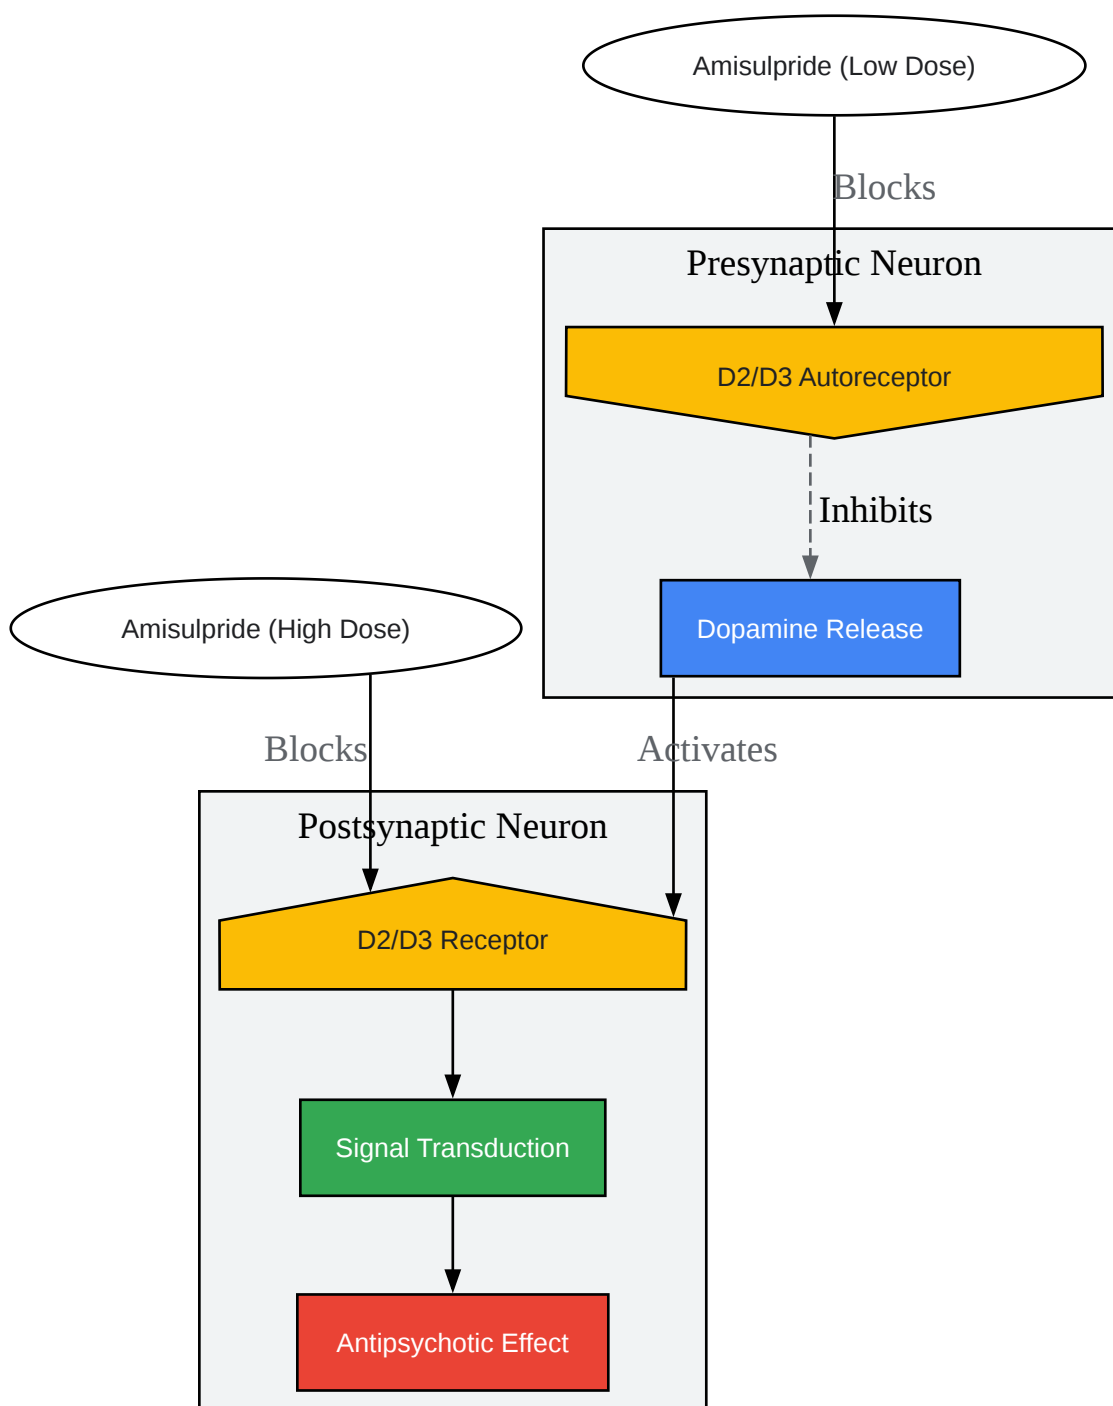 Amisulpride (Low Dose)
Blocks
Presynaptic Neuron
D2/D3 Autoreceptor
Inhibits
Amisulpride (High Dose)
Dopamine Release
Blocks
Activates
Postsynaptic Neuron
D2/D3 Receptor
Signal Transduction
Antipsychotic Effect